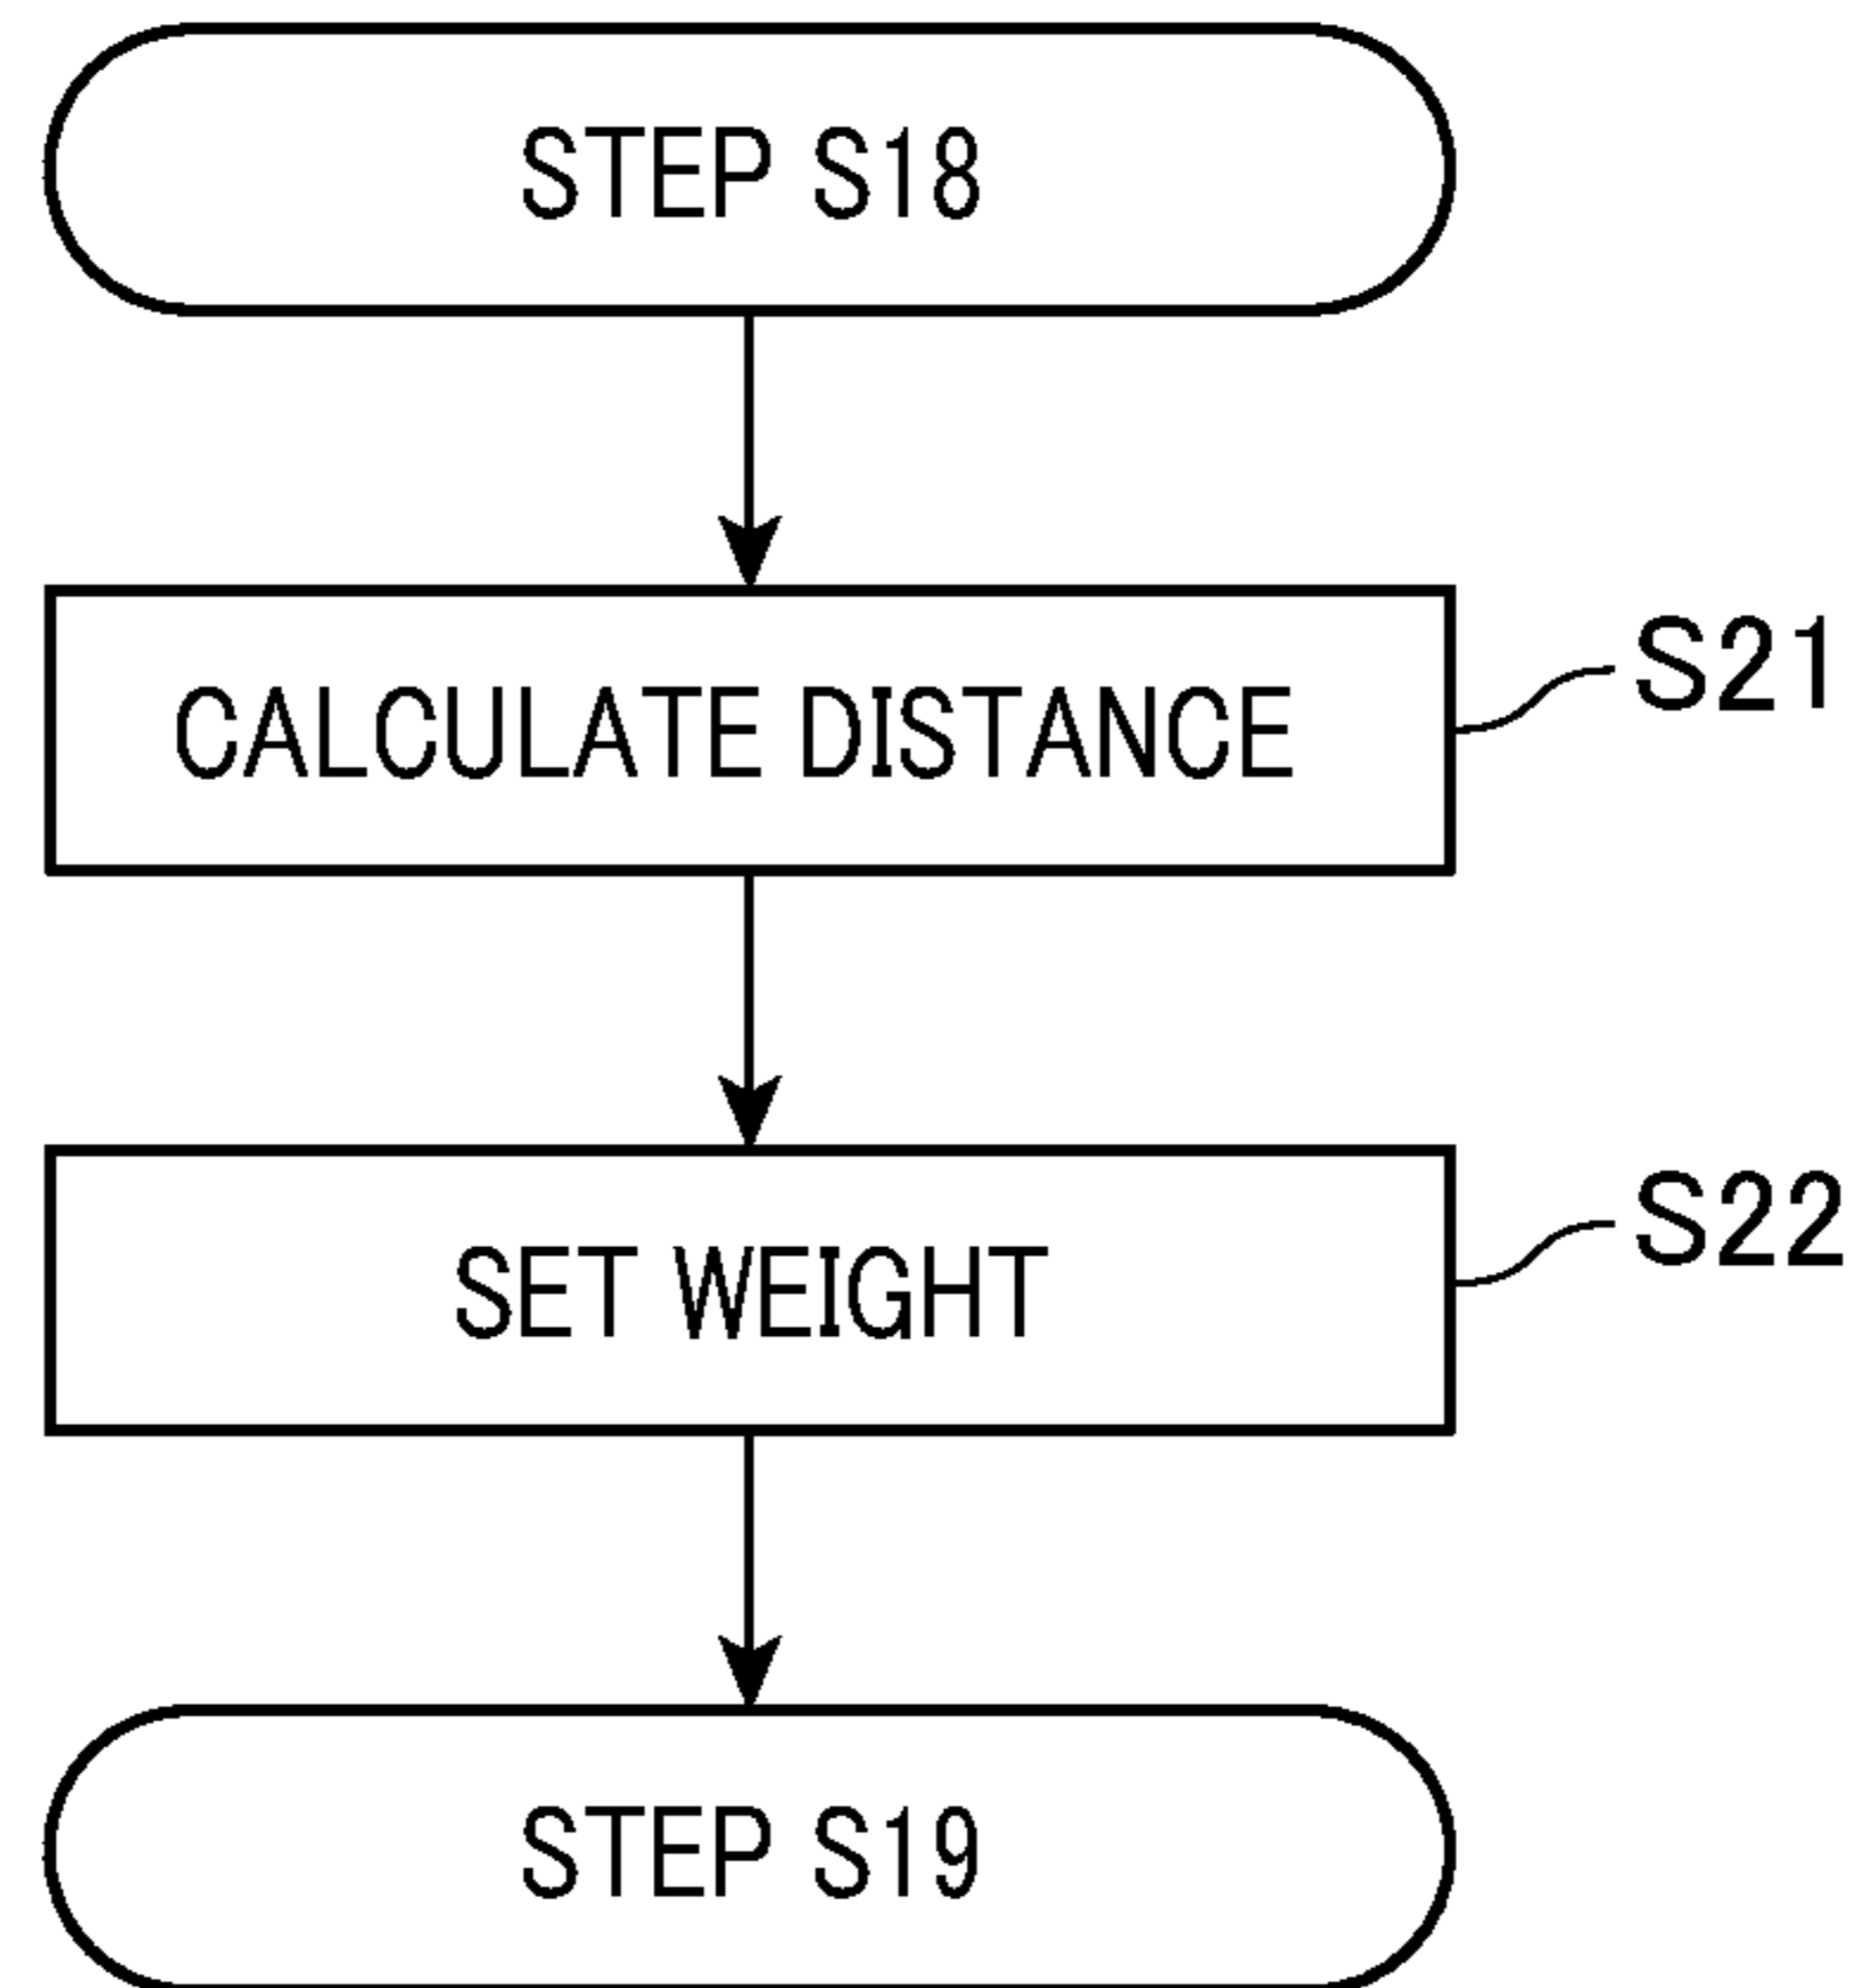 STEP S18
CALCULATE DISTANCE
S21
SET WEIGHT
S22
STEP S19